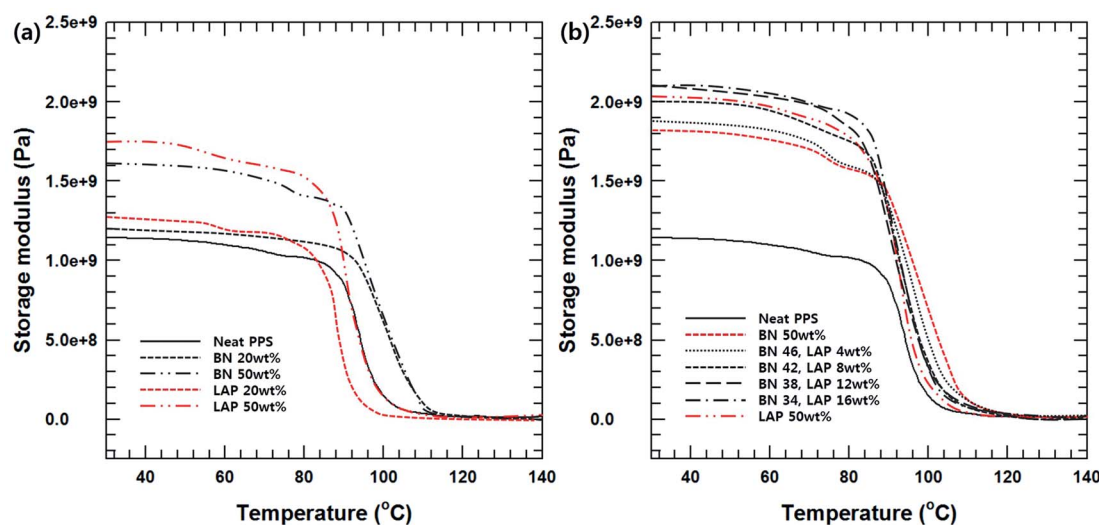 (a)
Storage modulus (Pa)
2.5e+9
2.0e+9
1.5e+9
1.0e+9
5.0e+8
0.0
Neat PPS
BN 20wt%
BN 50wt%
LAP 20wt%
LAP 50wt%
40 60 80 100 120 140
Temperature (°C)
(b)
Storage modulus (Pa)
2.5e+9
2.0e+9
1.5e+9
1.0e+9
5.0e+8
0.0
Neat PPS
BN 50wt%
BN 46, LAP 4wt%
BN 42, LAP 8wt%
BN 38, LAP 12wt%
BN 34, LAP 16wt%
LAP 50wt%
40 60 80 100 120 140
Temperature (°C)